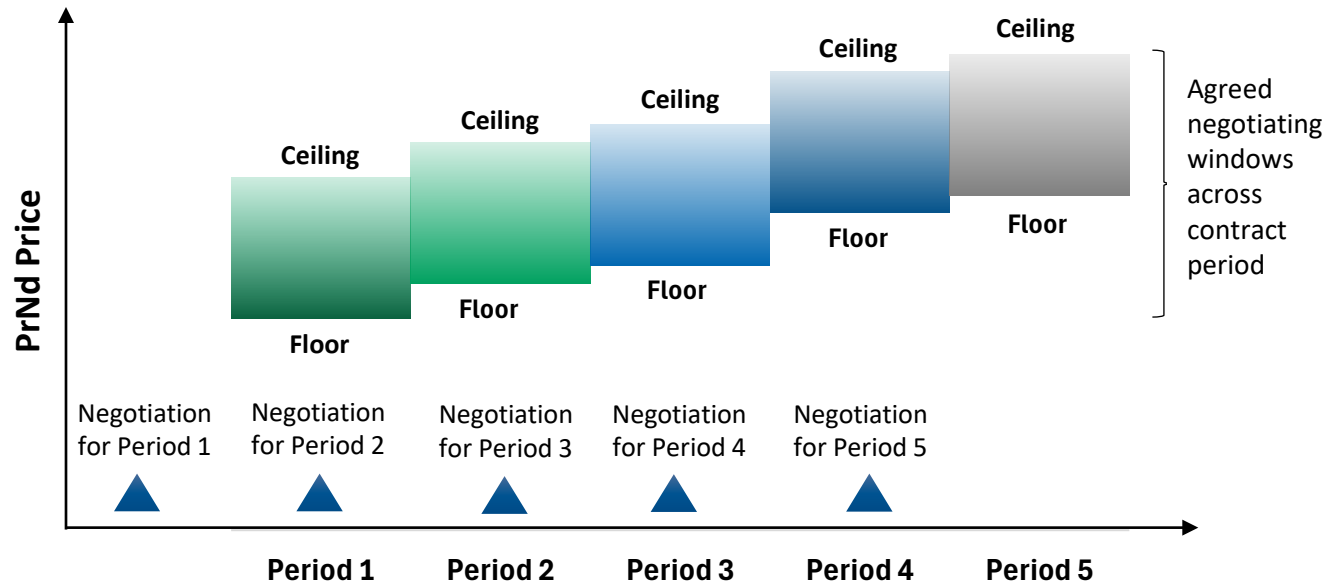 Ceiling
Ceiling
Ceiling
Ceiling
Ceiling
Floor
Floor
Floor
Floor
Floor
PrNd Price
Agreed
negotiating
windows
across
contract
period
Negotiation
for Period 1
Negotiation
for Period 2
Negotiation
for Period 3
Negotiation
for Period 4
Negotiation
for Period 5
Period 1
Period 2
Period 3
Period 4
Period 5